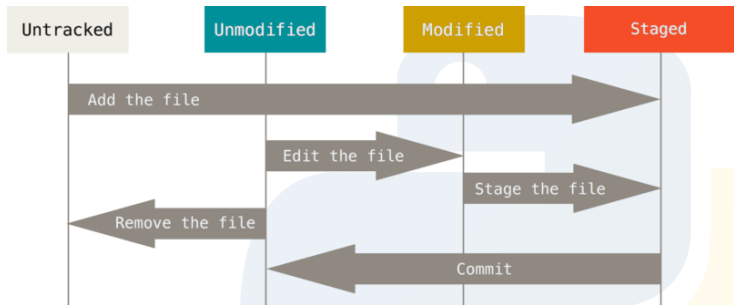 Untracked
Unmodified
Modified
Staged
Add the file
Edit the file
Stage the file
Remove the file
Commit